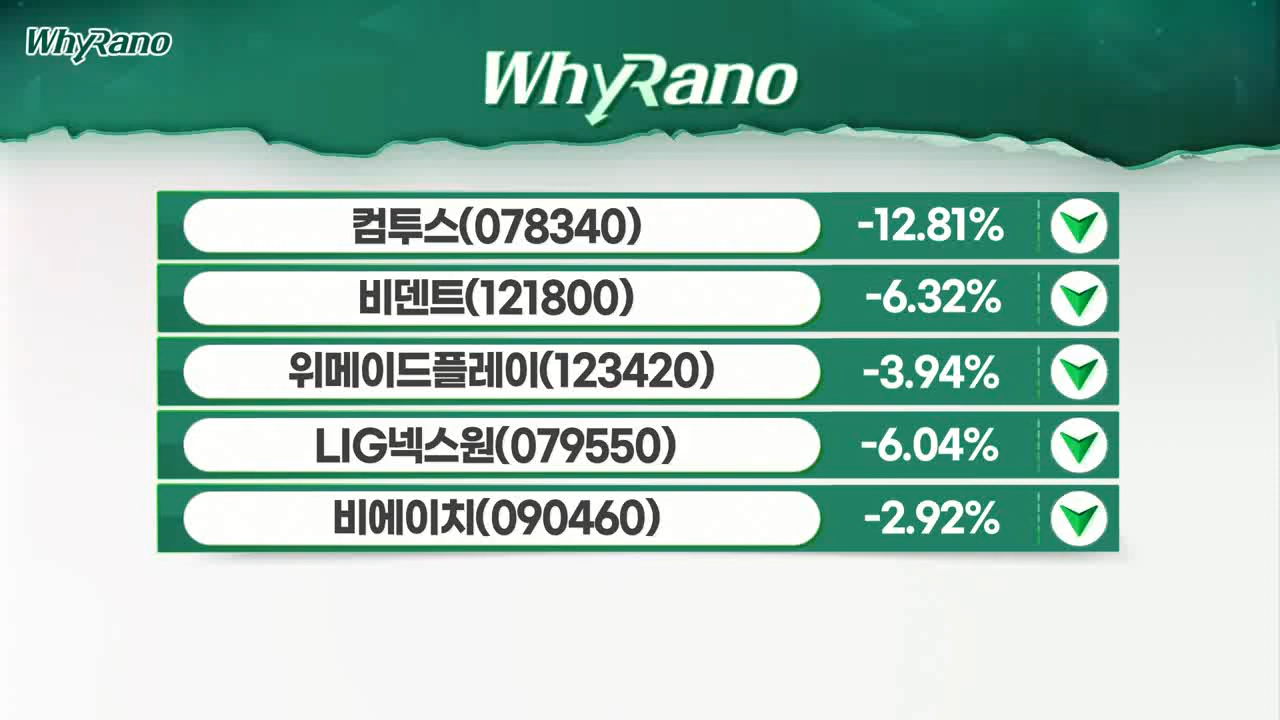 WhyRano
WhyRano
컴투스(078340) -12.81%
비덴트(121800) -6.32%
위메이드플레이(123420) -3.94%
LIG넥스원(079550) -6.04%
비에이치(090460) -2.92%